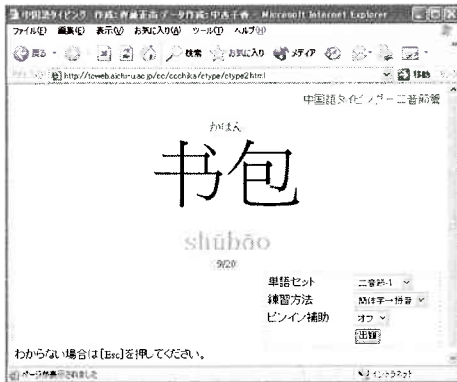 中国語タイピング 作成:齊藤正高 データ作成:中西千香 - Microsoft Internet Explorer
ファイル(F) 編集(E) 表示(V) お気に入り(A) ツール(T) ヘルプ(H)
戻る 検索 お気に入り メディア
http://tcweb.aichi-u.ac.jp/cc/cochika/ctype/ctype2.html 移動
中国語タイピング-二音節篇
かばん
书包
shūbāo
9/20
単語セット 二音節-1
練習方法 簡体字→拼音
ピンイン補助 オフ
出題
わからない場合は[Esc]を押してください。
ページが表示されました イントラネット